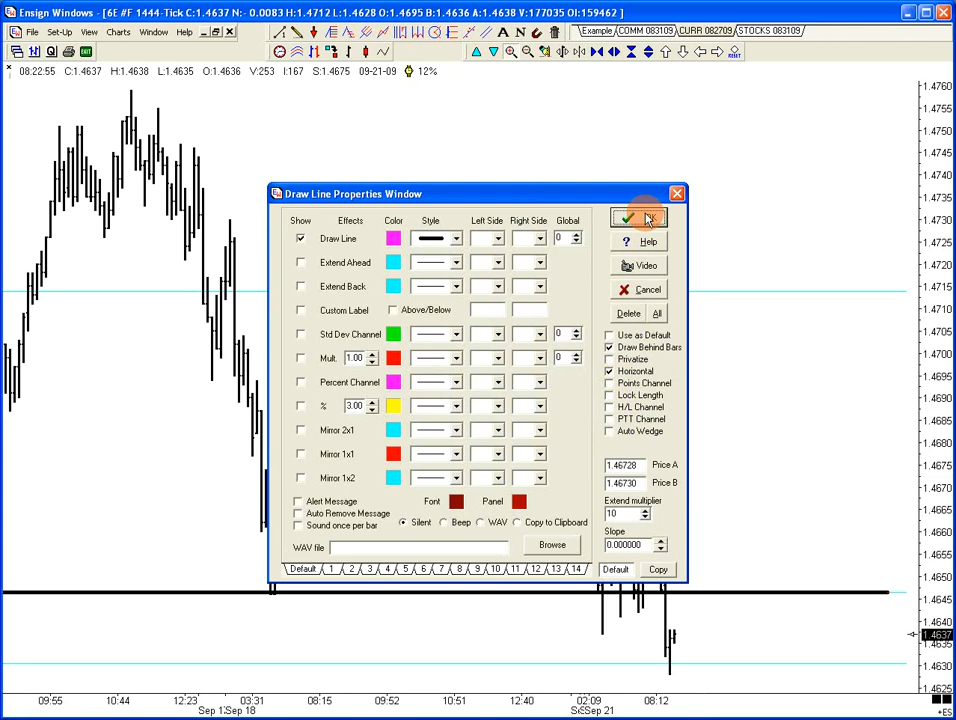 Ensign Windows - [6E #F 1444-Tick C:1.4637 N:- 0.0083 H:1.4712 L:1.4628 O:1.4695 B:1.4636 A:1.4638 V:177035 OI:159462 ]
File Set-Up View Charts Window Help
Example COMM 083109 CURR 082709 STOCKS 083109
08:22:55 C:1.4637 H:1.4638 L:1.4635 O:1.4636 V:253 I:167 S:1.4675 09-21-09 12%
1.4760
1.4755
1.4750
1.4745
1.4740
1.4735
1.4730
1.4725
1.4720
1.4715
1.4710
1.4705
1.4700
1.4695
1.4690
1.4685
1.4680
1.4675
1.4670
1.4665
1.4660
1.4655
1.4650
1.4645
1.4640
1.4637
1.4635
1.4630
1.4625
Draw Line Properties Window
Show Effects Color Style Left Side Right Side Global
Draw Line 0
Extend Ahead
Extend Back
Custom Label Above/Below
Std Dev Channel 0
Mult. 1.00 0
Percent Channel
% 3.00
Mirror 2x1
Mirror 1x1
Mirror 1x2
Alert Message Font Panel
Auto Remove Message
Sound once per bar Silent Beep WAV Copy to Clipboard
WAV file Browse
Default 1 2 3 4 5 6 7 8 9 10 11 12 13 14
Help
Video
Cancel
Delete All
Use as Default
Draw Behind Bars
Privatize
Horizontal
Points Channel
Lock Length
H/L Channel
PTT Channel
Auto Wedge
1.46728 Price A
1.46730 Price B
Extend multiplier
10
Slope
0.000000
Default Copy
09:55 10:44 12:23 03:31 08:15 09:52 10:51 12:40 02:09 08:12
Sep 18 Sep 21
+ES